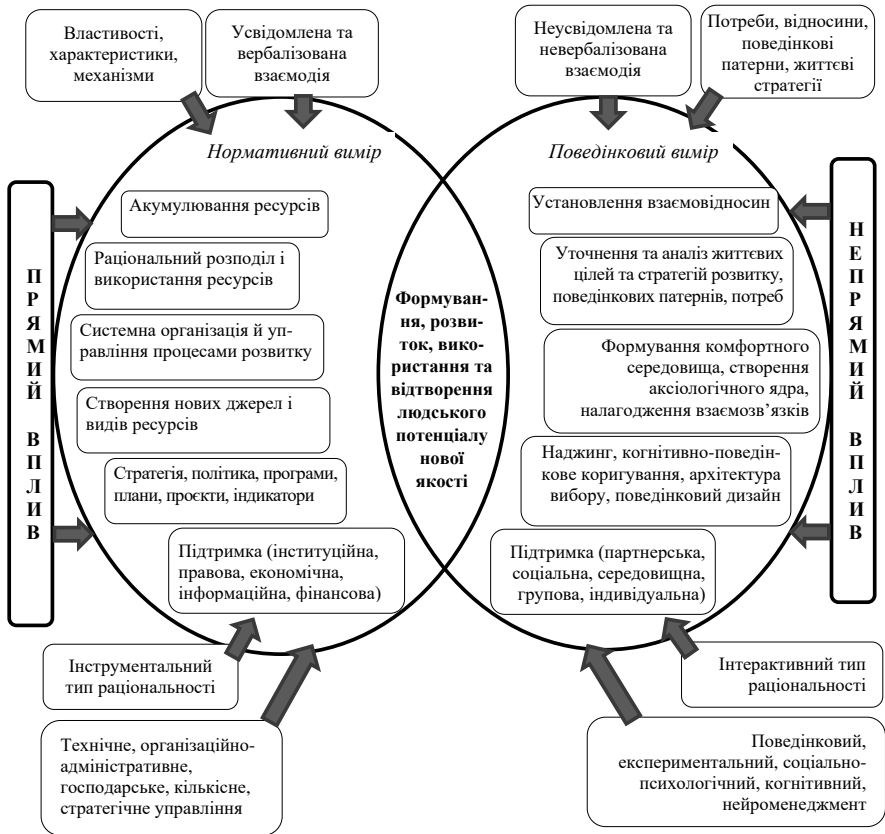 Властивості,
характеристики,
механізми
Усвідомлена та
вербалізована
взаємодія
Неусвідомлена та
невербалізована
взаємодія
Потреби, відносини,
поведінкові
патерни, життєві
стратегії
Нормативний вимір
Поведінковий вимір
ПРЯМИЙ ВПЛИВ
Акумулювання ресурсів
Раціональний розподіл і
використання ресурсів
Системна організація й уп-
равління процесами розвитку
Створення нових джерел і
видів ресурсів
Стратегія, політика, програми,
плани, проєкти, індикатори
Підтримка (інституційна,
правова, економічна,
інформаційна, фінансова)
Формуван-
ня, розви-
ток, вико-
ристання та
відтворення
людського
потенціалу
нової
якості
Установлення взаємовідносин
Уточнення та аналіз життєвих
цілей та стратегій розвитку,
поведінкових патернів, потреб
Формування комфортного
середовища, створення
аксіологічного ядра,
налагодження взаємозв’язків
Наджинг, когнітивно-поведін-
кове коригування, архітектура
вибору, поведінковий дизайн
Підтримка (партнерська,
соціальна, середовищна,
групова, індивідуальна)
НЕПРЯМИЙ ВПЛИВ
Інструментальний
тип раціональності
Інтерактивний тип
раціональності
Технічне, організаційно-
адміністративне,
господарське, кількісне,
стратегічне управління
Поведінковий,
експериментальний, соціально-
психологічний, когнітивний,
нейроменеджмент